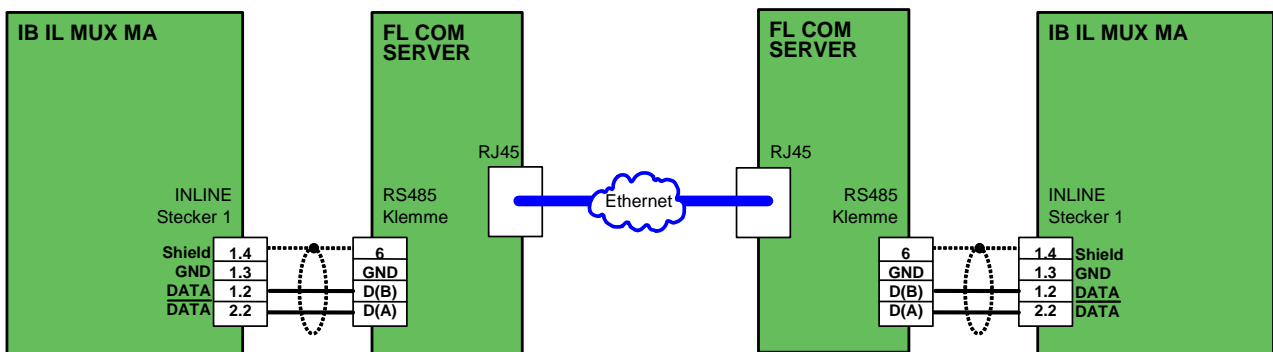 IB IL MUX MA
FL COM
SERVER
FL COM
SERVER
IB IL MUX MA
RJ45
RJ45
Ethernet
INLINE
Stecker 1
RS485
Klemme
RS485
Klemme
INLINE
Stecker 1
Shield 1.4 6 6 1.4 Shield
GND 1.3 GND GND 1.3 GND
DATA 1.2 D(B) D(B) 1.2 DATA
DATA 2.2 D(A) D(A) 2.2 DATA